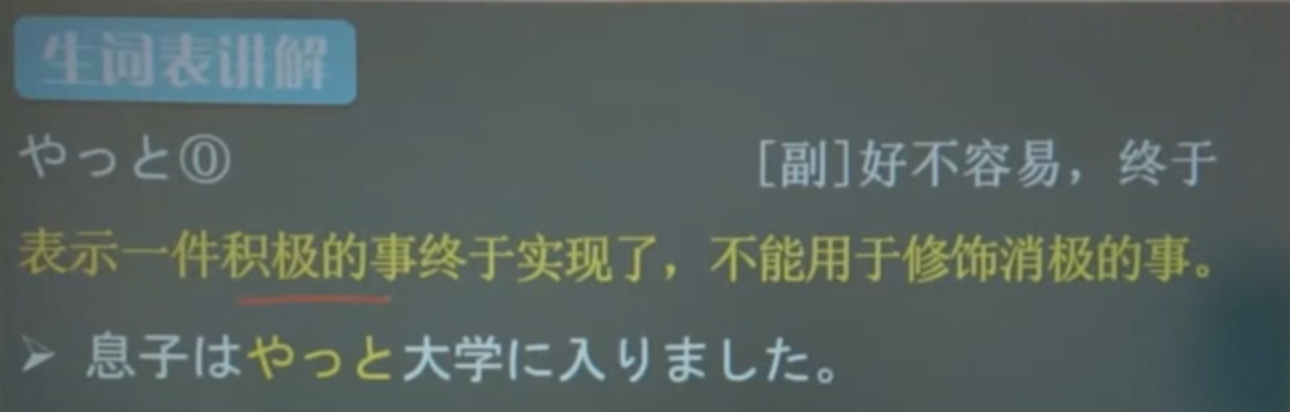 生词表讲解
やっと⓪ [副]好不容易，终于
表示一件积极的事终于实现了，不能用于修饰消极的事。
➢ 息子はやっと大学に入りました。